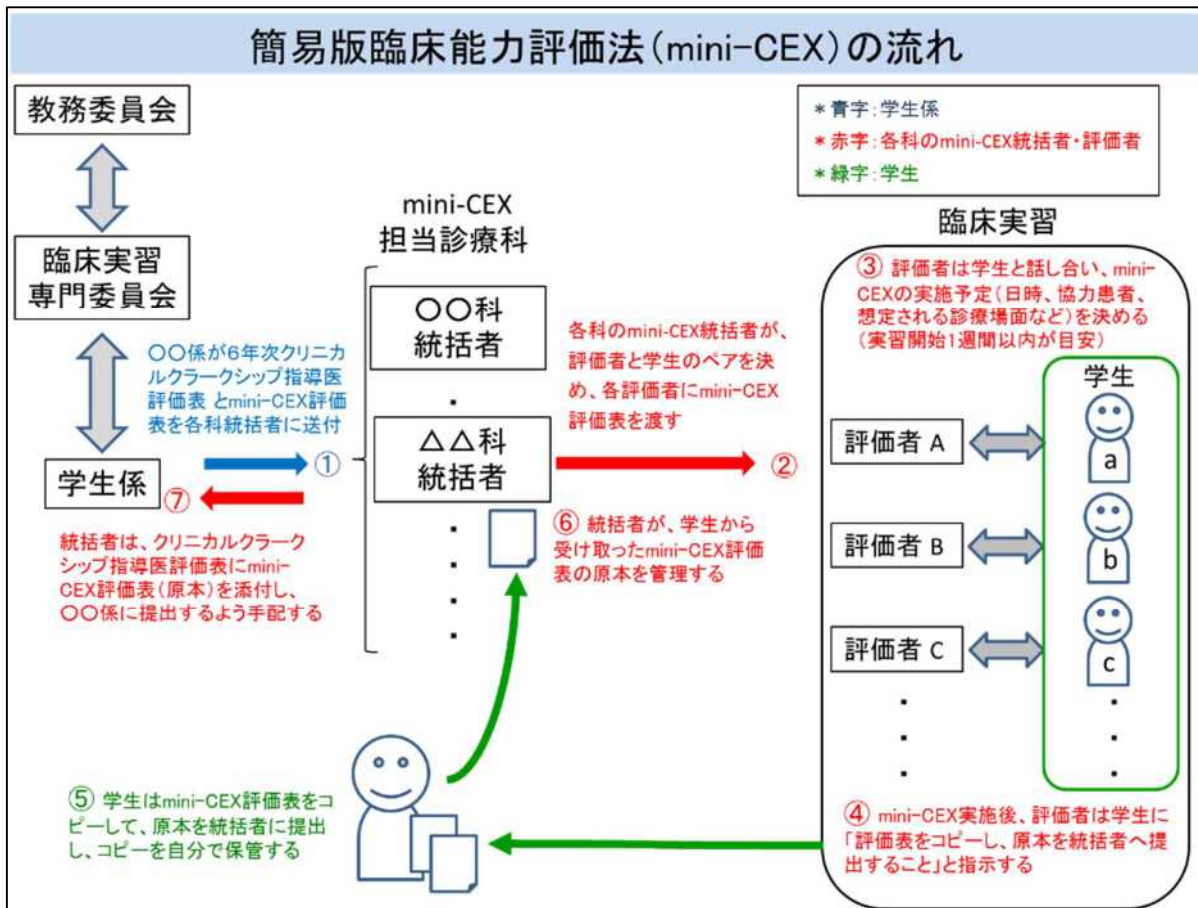 簡易版臨床能力評価法(mini-CEX)の流れ
教務委員会
臨床実習
専門委員会
学生係
〇〇係が6年次クリニカ
ルクラークシップ指導医
評価表 とmini-CEX評価
表を各科統括者に送付
①
⑦
統括者は、クリニカルクラーク
シップ指導医評価表にmini-
CEX評価表(原本)を添付し、
〇〇係に提出するよう手配する
mini-CEX
担当診療科
〇〇科
統括者
・
△△科
統括者
・
・
・
・
各科のmini-CEX統括者が、
評価者と学生のペアを決
め、各評価者にmini-CEX
評価表を渡す
②
⑥ 統括者が、学生から
受け取ったmini-CEX評価
表の原本を管理する
* 青字:学生係
* 赤字:各科のmini-CEX統括者・評価者
* 緑字:学生
臨床実習
③ 評価者は学生と話し合い、mini-
CEXの実施予定(日時、協力患者、
想定される診療場面など)を決める
(実習開始1週間以内が目安)
学生
評価者 A
a
評価者 B
b
評価者 C
c
・ ・
・ ・
・ ・
④ mini-CEX実施後、評価者は学生に
「評価表をコピーし、原本を統括者へ提
出すること」と指示する
⑤ 学生はmini-CEX評価表をコ
ピーして、原本を統括者に提出
し、コピーを自分で保管する